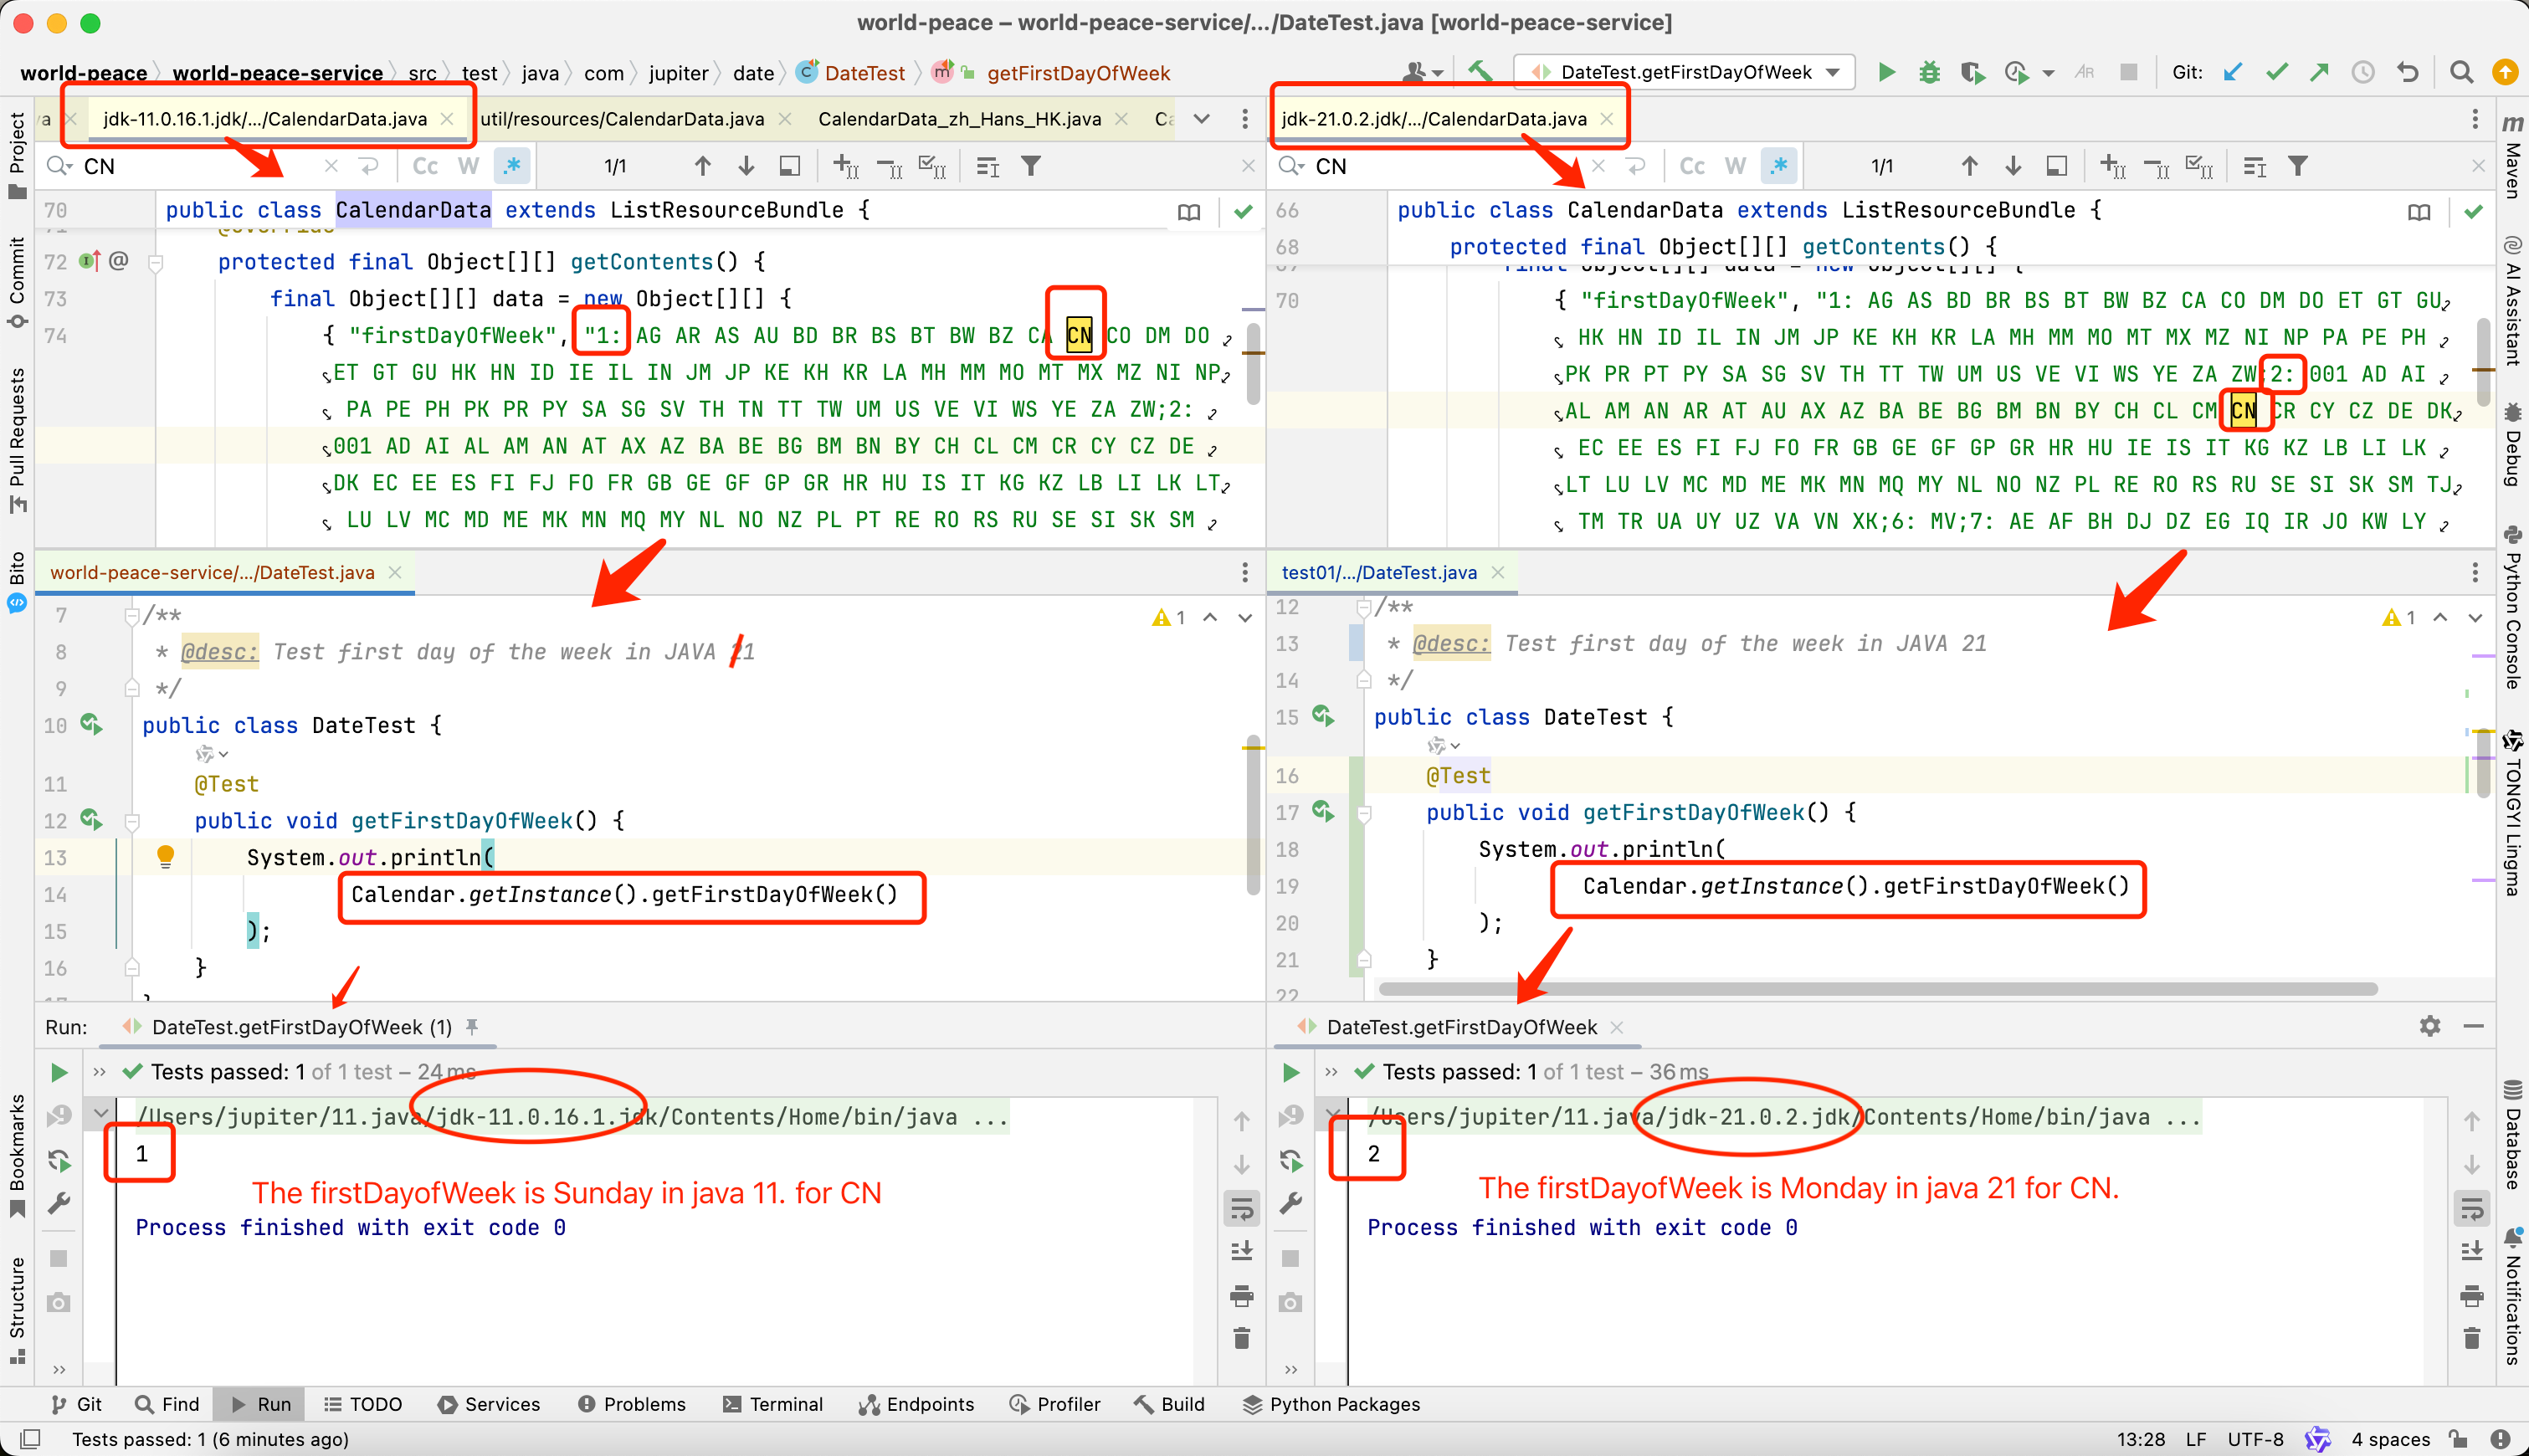 world-peace – world-peace-service/.../DateTest.java [world-peace-service]
world-peace world-peace-service src test java com jupiter date DateTest getFirstDayOfWeek
DateTest.getFirstDayOfWeek
Git:
jdk-11.0.16.1.jdk/.../CalendarData.java
util/resources/CalendarData.java
CalendarData_zh_Hans_HK.java
CN
Cc W .*
1/1
70 public class CalendarData extends ListResourceBundle {
72 @ protected final Object[][] getContents() {
73 final Object[][] data = new Object[][] {
74 { "firstDayOfWeek", "1: AG AR AS AU BD BR BS BT BW BZ CA CN CO DM DO
ET GT GU HK HN ID IE IL IN JM JP KE KH KR LA MH MM MO MT MX MZ NI NP
PA PE PH PK PR PY SA SG SV TH TN TT TW UM US VE VI WS YE ZA ZW;2:
001 AD AI AL AM AN AT AX AZ BA BE BG BM BN BY CH CL CM CR CY CZ DE
DK EC EE ES FI FJ FO FR GB GE GF GP GR HR HU IS IT KG KZ LB LI LK LT
LU LV MC MD ME MK MN MQ MY NL NO NZ PL PT RE RO RS RU SE SI SK SM
jdk-21.0.2.jdk/.../CalendarData.java
CN
Cc W .*
1/1
66 public class CalendarData extends ListResourceBundle {
68 protected final Object[][] getContents() {
final Object[][] data = new Object[][] {
70 { "firstDayOfWeek", "1: AG AS BD BR BS BT BW BZ CA CO DM DO ET GT GU
HK HN ID IL IN JM JP KE KH KR LA MH MM MO MT MX MZ NI NP PA PE PH
PK PR PT PY SA SG SV TH TT TW UM US VE VI WS YE ZA ZW;2: 001 AD AI
AL AM AN AR AT AU AX AZ BA BE BG BM BN BY CH CL CM CN CR CY CZ DE DK
EC EE ES FI FJ FO FR GB GE GF GP GR HR HU IE IS IT KG KZ LB LI LK
LT LU LV MC MD ME MK MN MQ MY NL NO NZ PL RE RO RS RU SE SI SK SM TJ
TM TR UA UY UZ VA VN XK;6: MV;7: AE AF BH DJ DZ EG IQ IR JO KW LY
world-peace-service/.../DateTest.java
7 /**
1
8 * @desc: Test first day of the week in JAVA 21
9 */
10 public class DateTest {
11 @Test
12 public void getFirstDayOfWeek() {
13 System.out.println(
14 Calendar.getInstance().getFirstDayOfWeek()
15 );
16 }
test01/.../DateTest.java
12 /**
1
13 * @desc: Test first day of the week in JAVA 21
14 */
15 public class DateTest {
16 @Test
17 public void getFirstDayOfWeek() {
18 System.out.println(
19 Calendar.getInstance().getFirstDayOfWeek()
20 );
21 }
22
Run: DateTest.getFirstDayOfWeek (1)
Tests passed: 1 of 1 test – 24 ms
/Users/jupiter/11.java/jdk-11.0.16.1.jdk/Contents/Home/bin/java ...
1
The firstDayofWeek is Sunday in java 11. for CN
Process finished with exit code 0
DateTest.getFirstDayOfWeek
Tests passed: 1 of 1 test – 36 ms
/Users/jupiter/11.java/jdk-21.0.2.jdk/Contents/Home/bin/java ...
2
The firstDayofWeek is Monday in java 21 for CN.
Process finished with exit code 0
Project
Commit
Pull Requests
Bito
Bookmarks
Structure
m
Maven
AI Assistant
Debug
Python Console
TONGYI Lingma
Database
Notifications
Git Find Run TODO Services Problems Terminal Endpoints Profiler Build Python Packages
Tests passed: 1 (6 minutes ago)
13:28 LF UTF-8 4 spaces